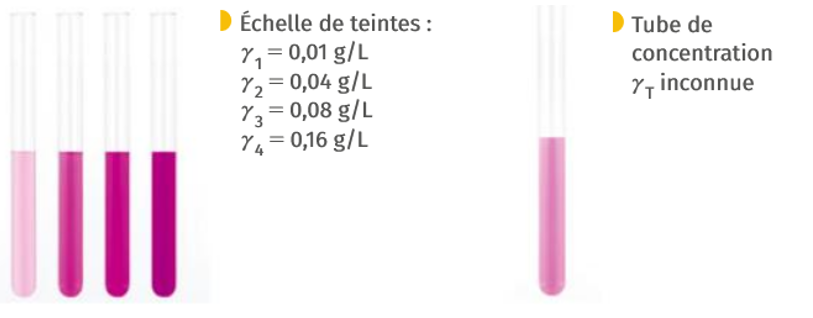 Échelle de teintes :
γ₁ = 0,01 g/L
γ₂ = 0,04 g/L
γ₃ = 0,08 g/L
γ₄ = 0,16 g/L
Tube de
concentration
γ_T inconnue